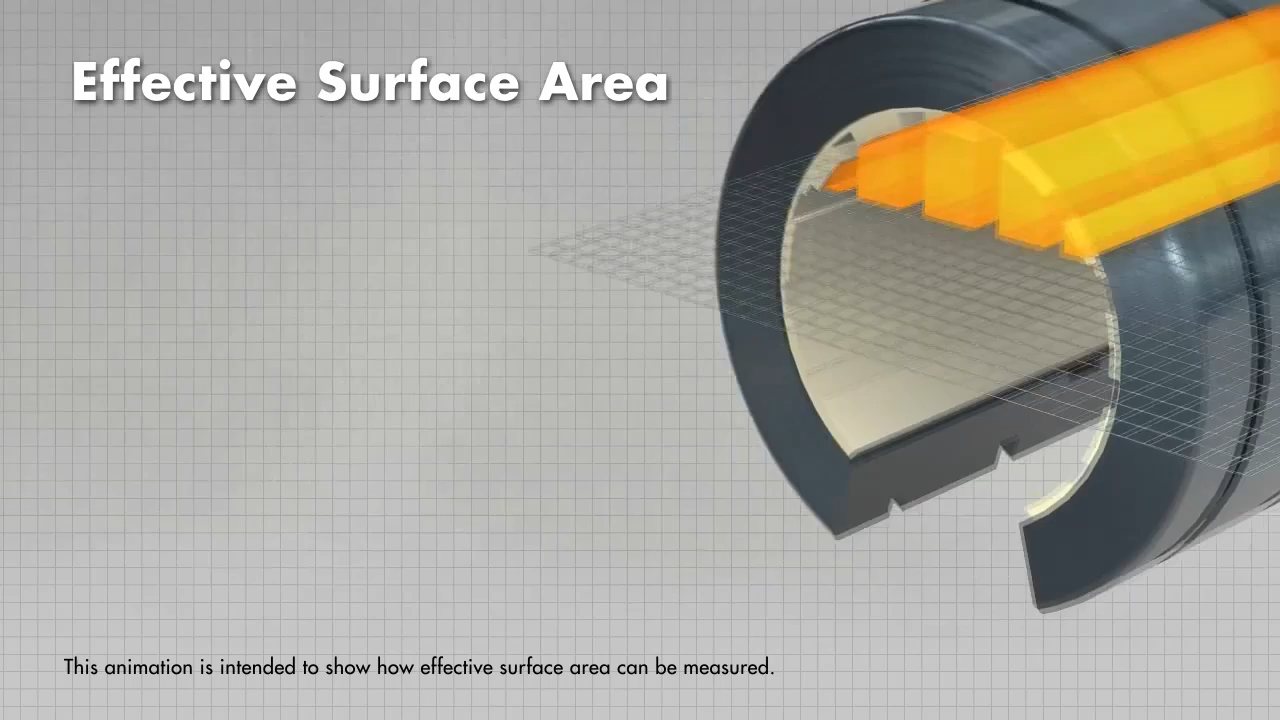 Effective Surface Area
This animation is intended to show how effective surface area can be measured.